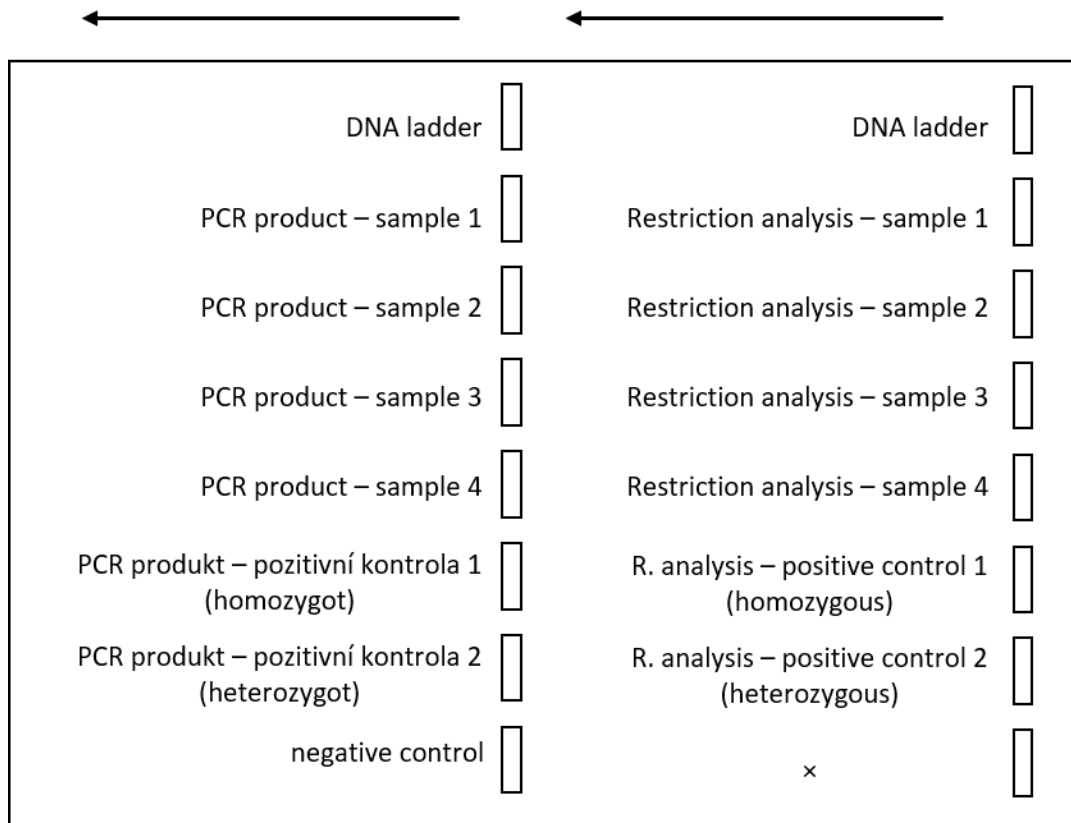 DNA ladder
DNA ladder
PCR product – sample 1
Restriction analysis – sample 1
PCR product – sample 2
Restriction analysis – sample 2
PCR product – sample 3
Restriction analysis – sample 3
PCR product – sample 4
Restriction analysis – sample 4
PCR produkt – pozitivní kontrola 1
(homozygot)
R. analysis – positive control 1
(homozygous)
PCR produkt – pozitivní kontrola 2
(heterozygot)
R. analysis – positive control 2
(heterozygous)
negative control
×